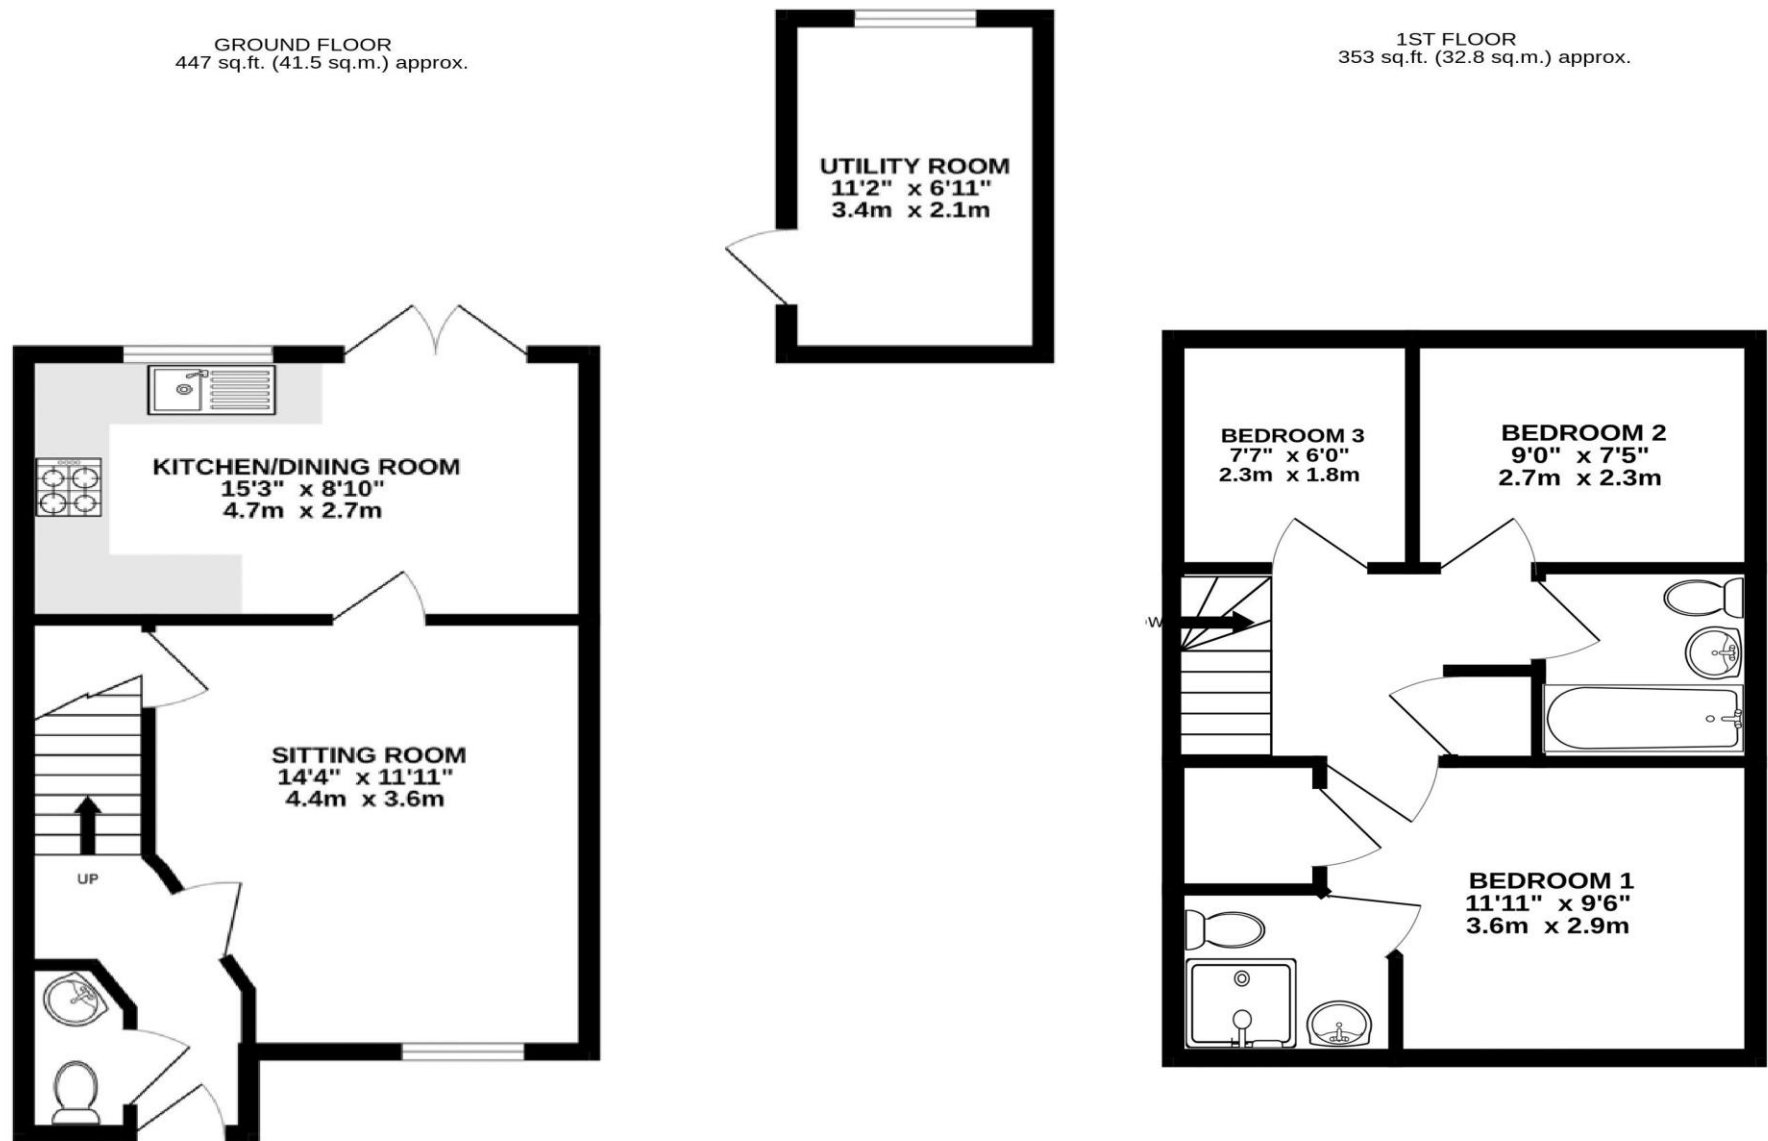 GROUND FLOOR
447 sq.ft. (41.5 sq.m.) approx.
1ST FLOOR
353 sq.ft. (32.8 sq.m.) approx.
UTILITY ROOM
11'2" x 6'11"
3.4m x 2.1m
KITCHEN/DINING ROOM
15'3" x 8'10"
4.7m x 2.7m
BEDROOM 3
7'7" x 6'0"
2.3m x 1.8m
BEDROOM 2
9'0" x 7'5"
2.7m x 2.3m
SITTING ROOM
14'4" x 11'11"
4.4m x 3.6m
UP
BEDROOM 1
11'11" x 9'6"
3.6m x 2.9m